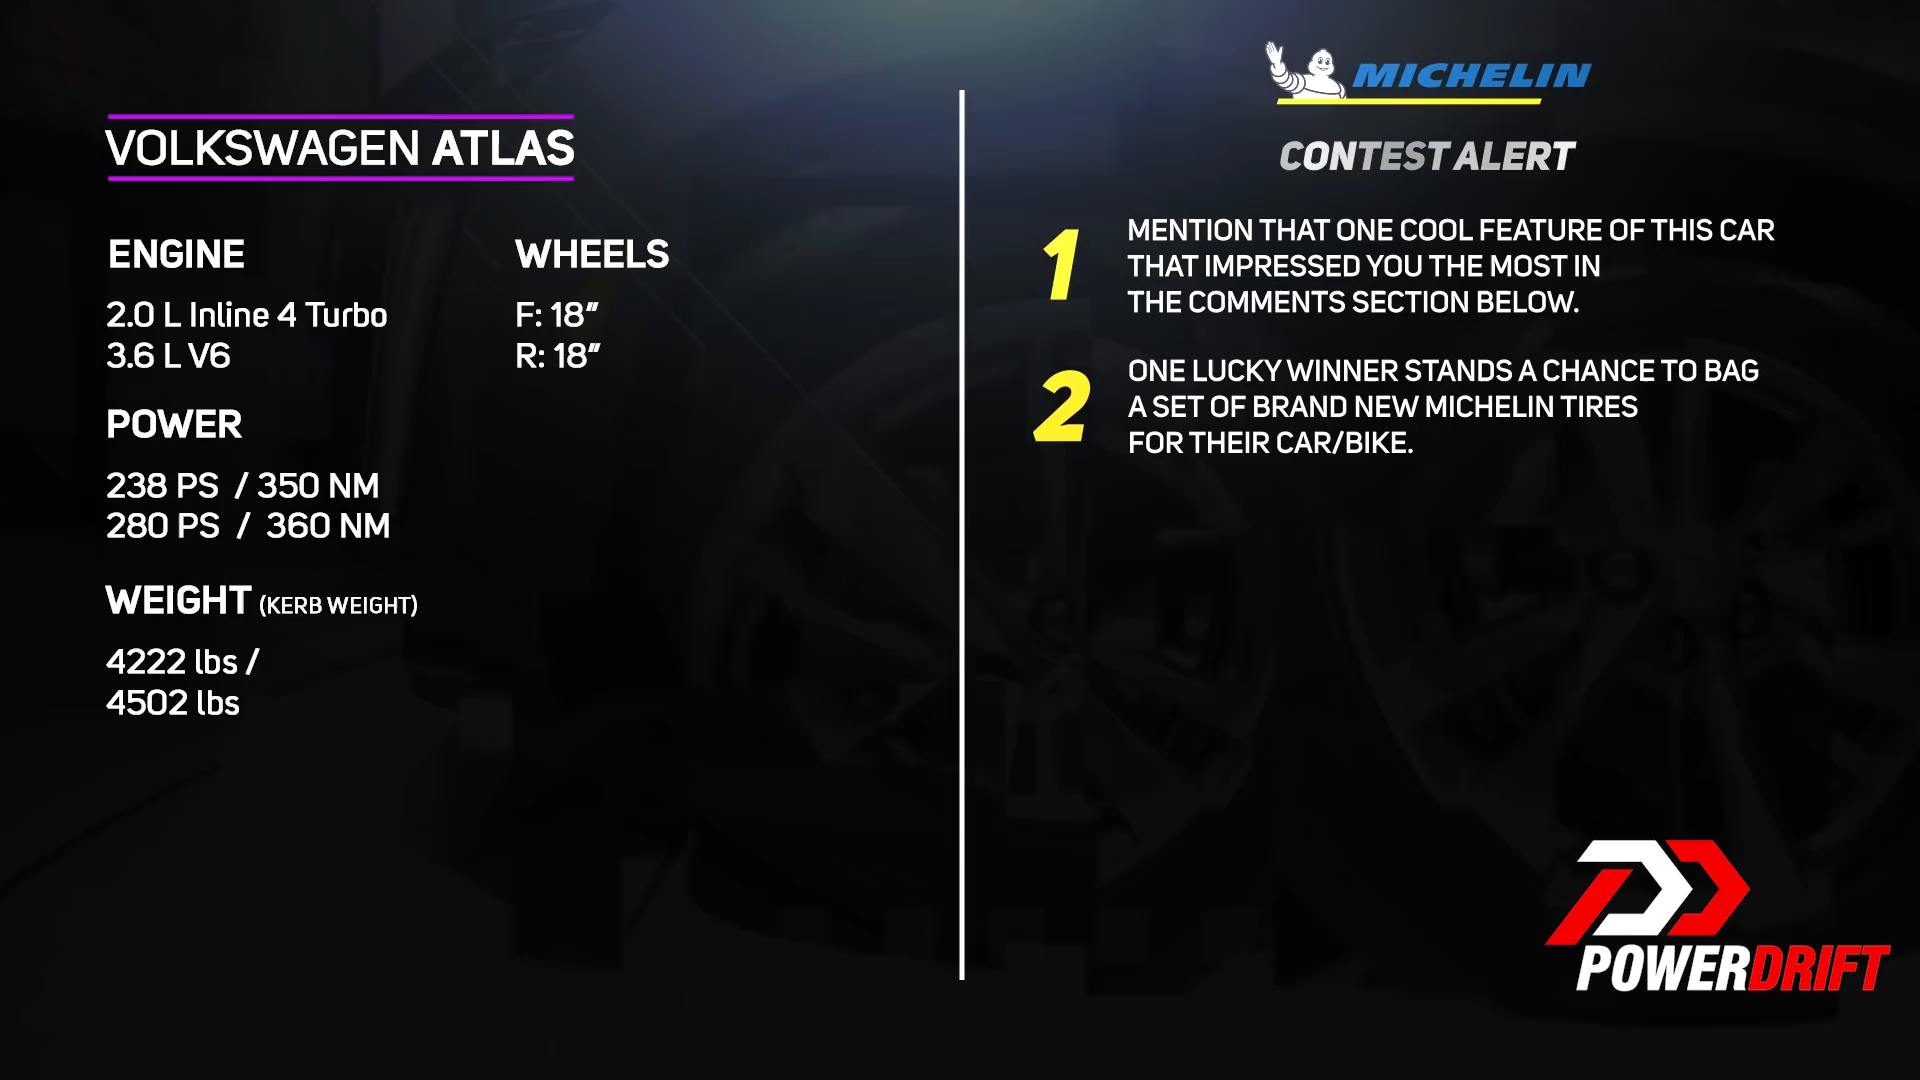 VOLKSWAGEN ATLAS
ENGINE
2.0 L Inline 4 Turbo
3.6 L V6
WHEELS
F: 18”
R: 18”
POWER
238 PS / 350 NM
280 PS / 360 NM
WEIGHT (KERB WEIGHT)
4222 lbs /
4502 lbs
MICHELIN
CONTEST ALERT
1 MENTION THAT ONE COOL FEATURE OF THIS CAR
THAT IMPRESSED YOU THE MOST IN
THE COMMENTS SECTION BELOW.
2 ONE LUCKY WINNER STANDS A CHANCE TO BAG
A SET OF BRAND NEW MICHELIN TIRES
FOR THEIR CAR/BIKE.
POWERDRIFT